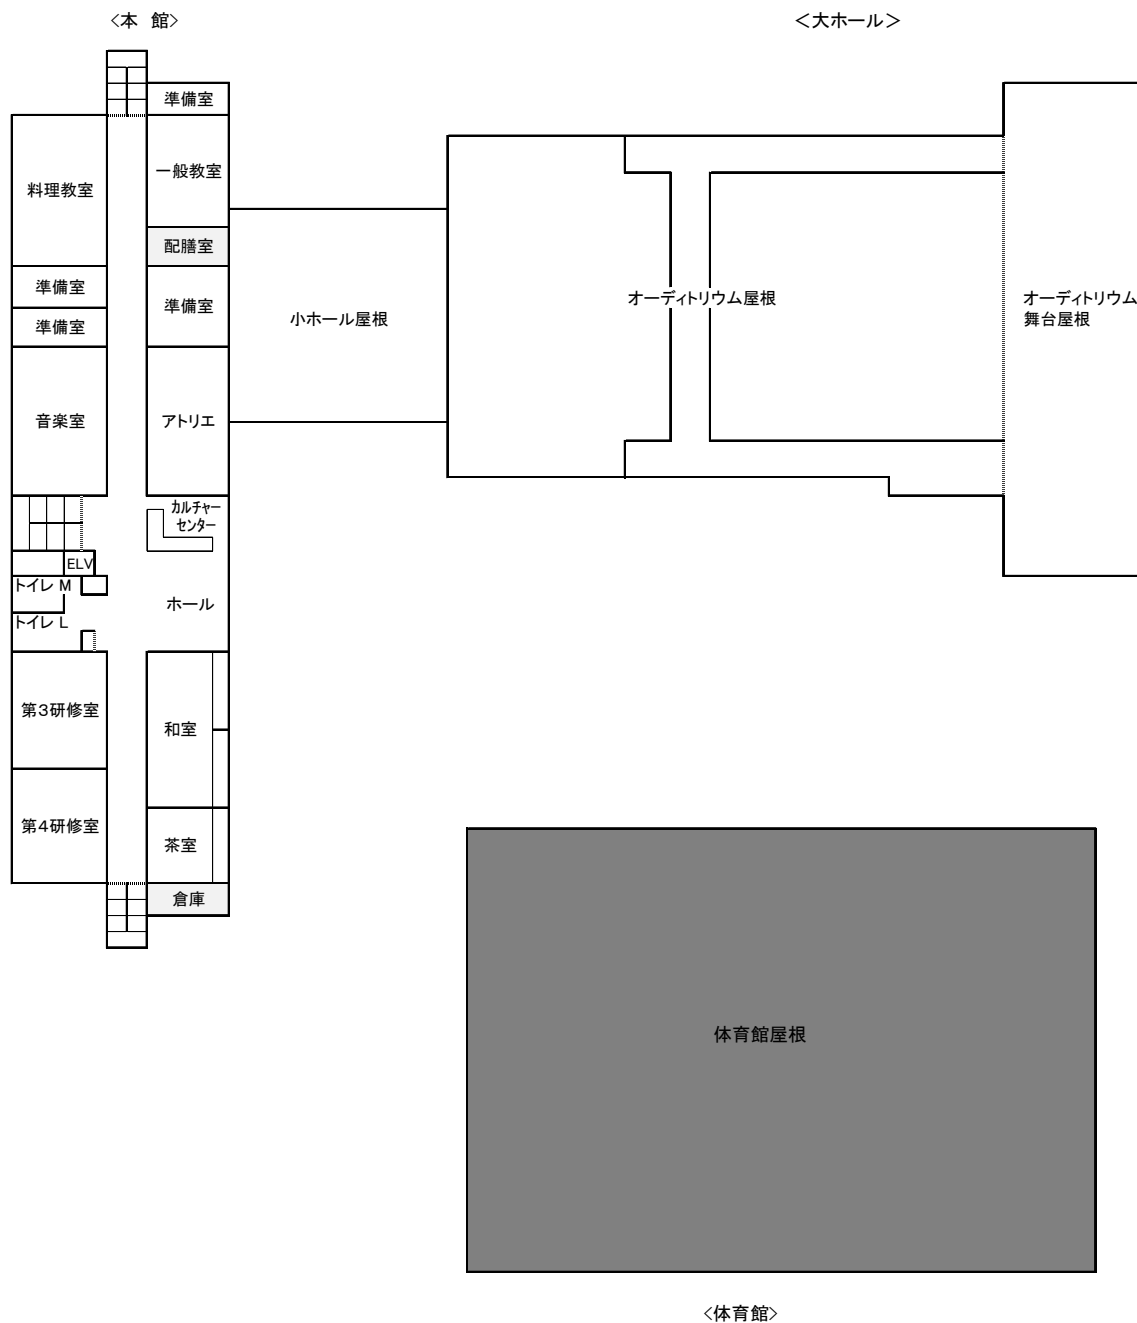 <本 館>
<大ホール>
準備室
一般教室
料理教室
配膳室
準備室
準備室
準備室
小ホール屋根
オーディトリウム屋根
オーディトリウム
舞台屋根
音楽室
アトリエ
カルチャー
センター
ELV
トイレ M
ホール
トイレ L
第3研修室
和室
第4研修室
茶室
倉庫
体育館屋根
<体育館>